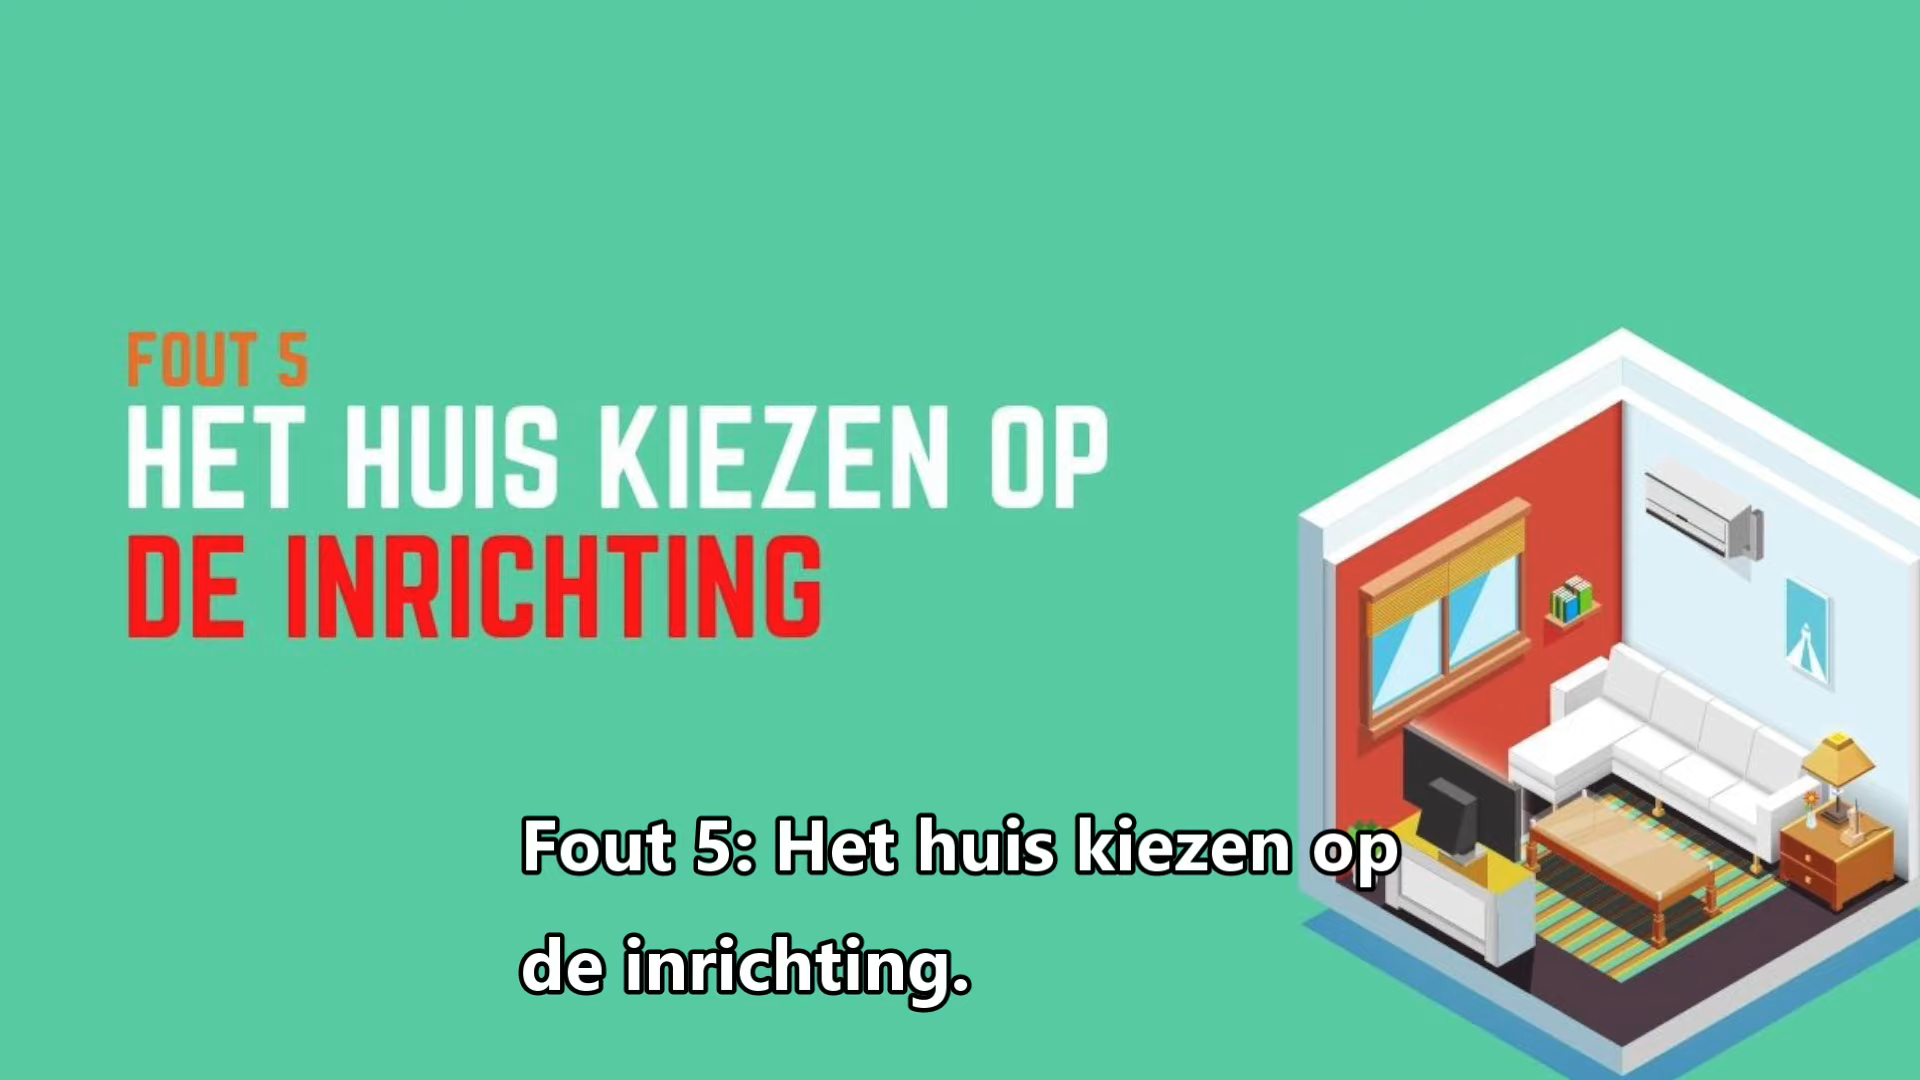 FOUT 5
HET HUIS KIEZEN OP
DE INRICHTING
Fout 5: Het huis kiezen op
de inrichting.